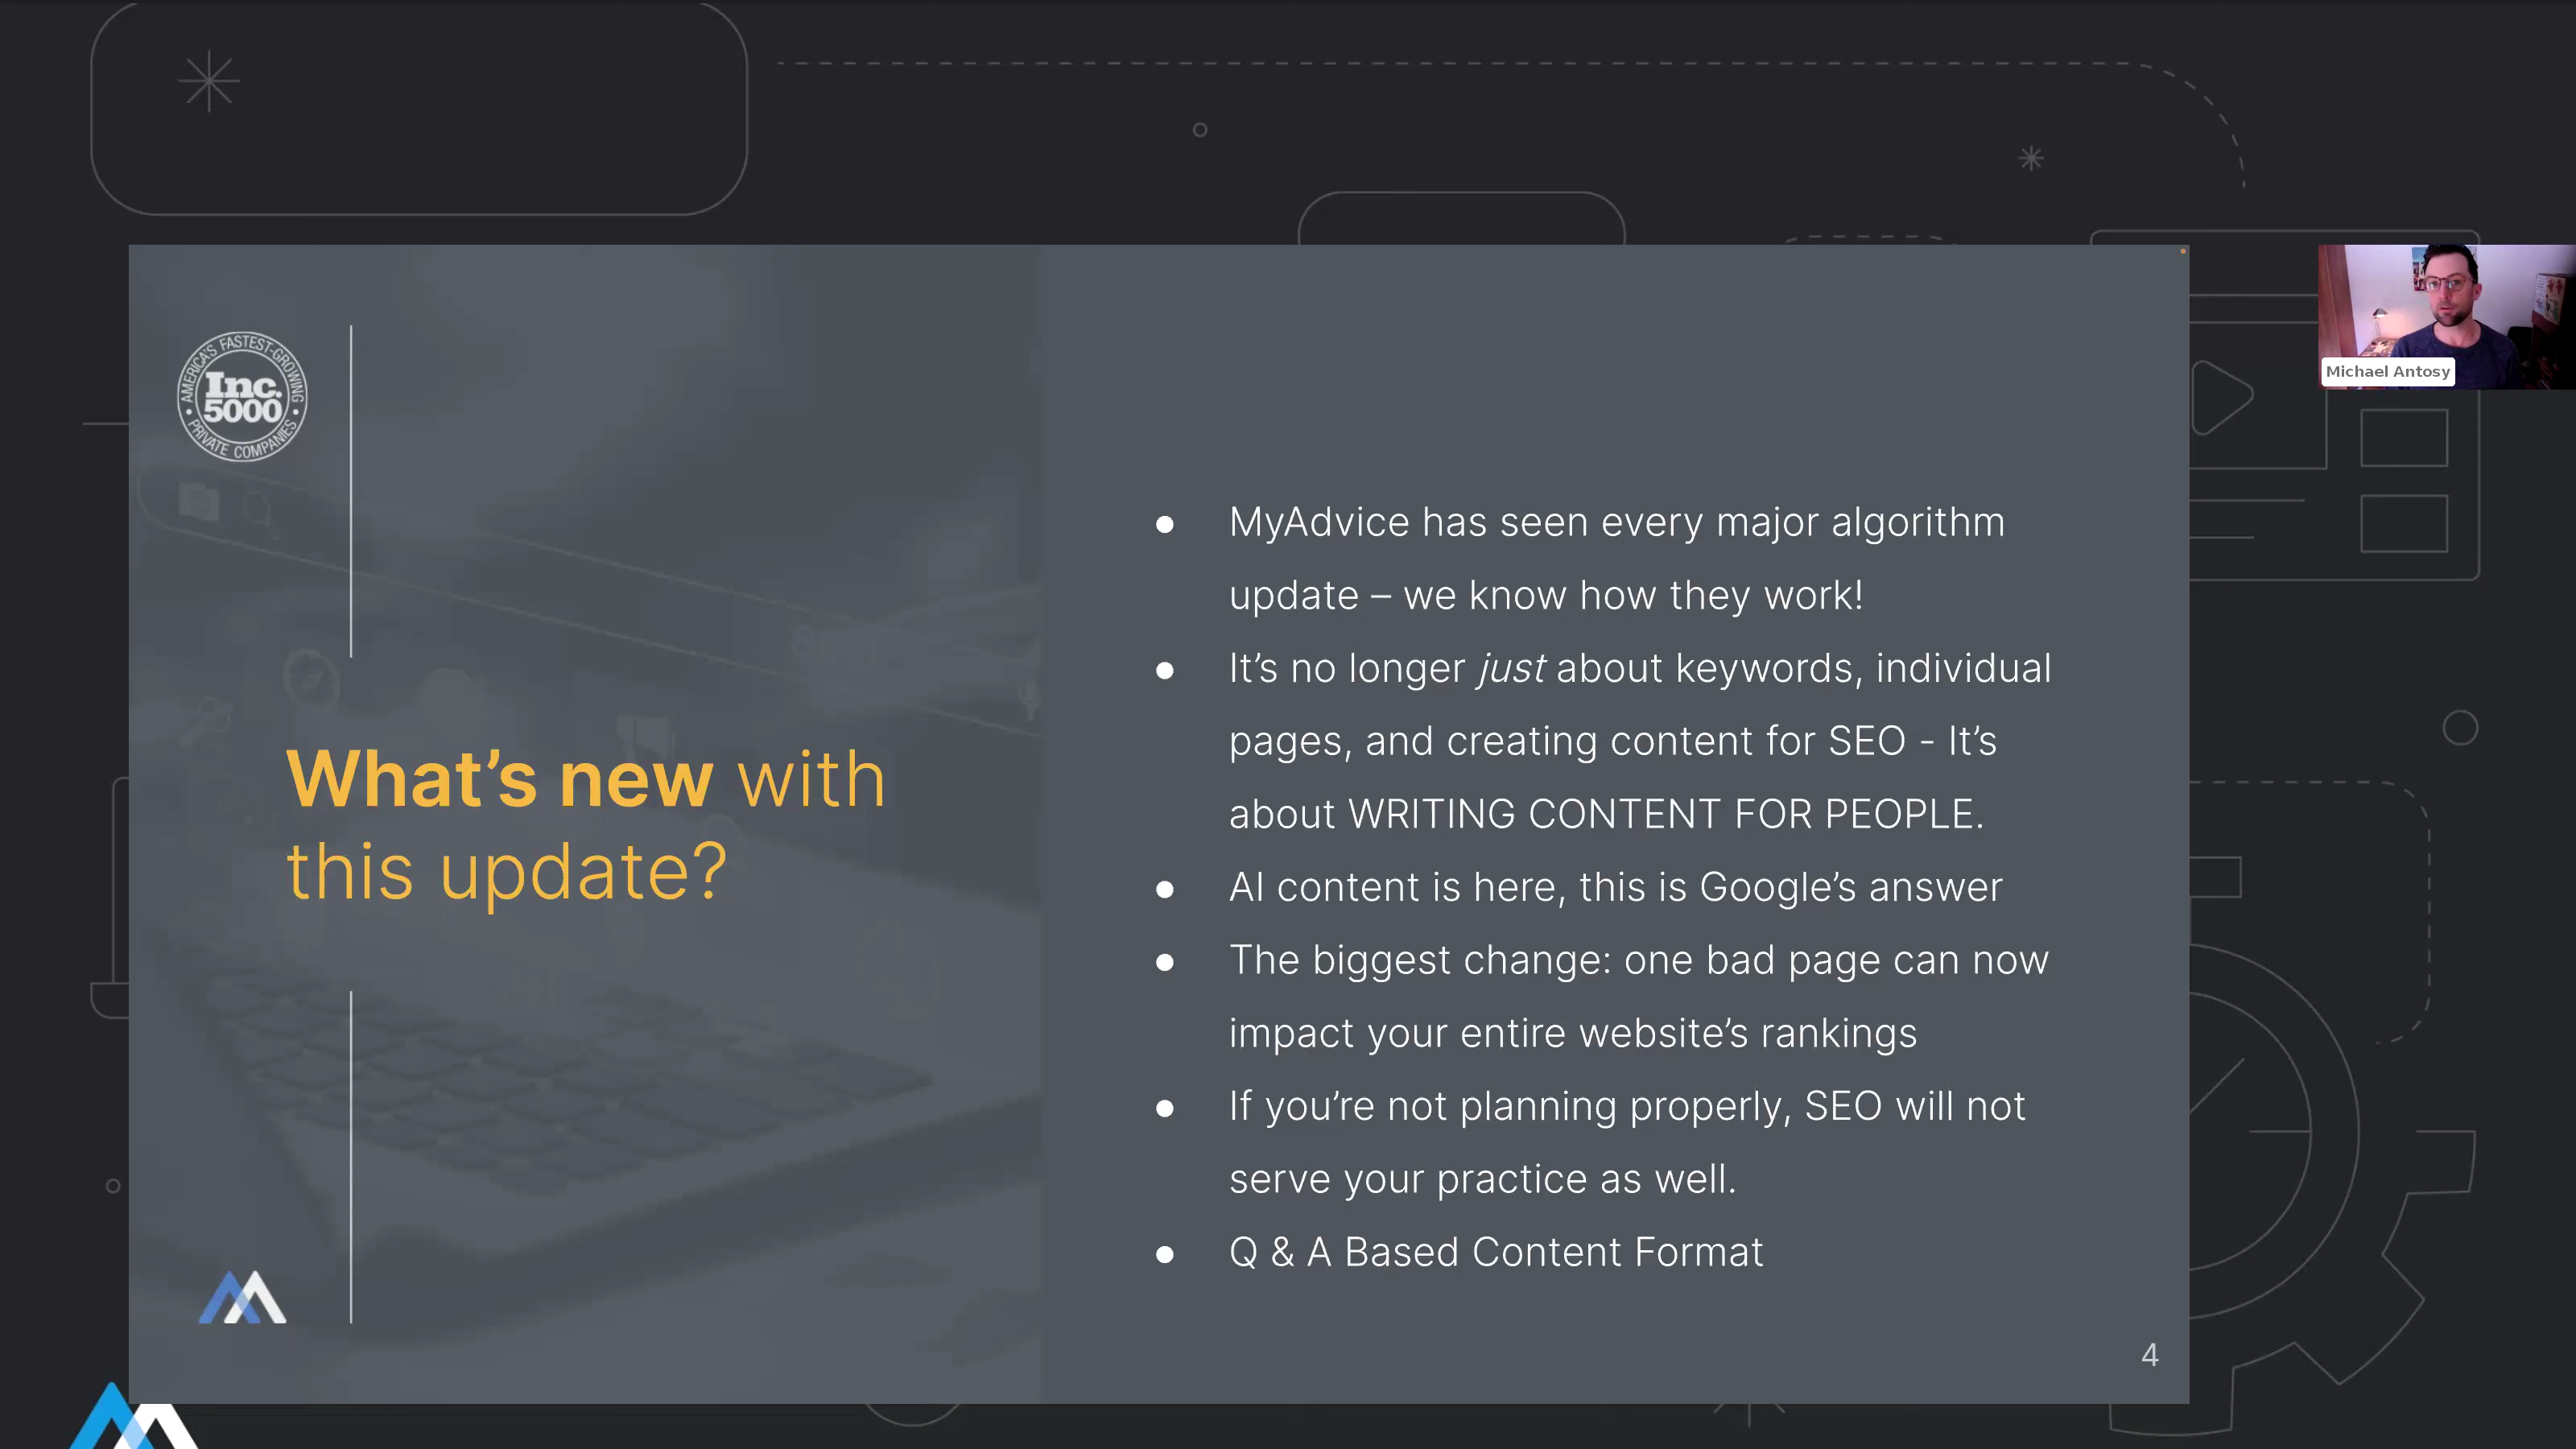 AMERICA'S FASTEST-GROWING
Inc.
5000
PRIVATE COMPANIES
What's new with
this update?
● MyAdvice has seen every major algorithm
update – we know how they work!
● It's no longer just about keywords, individual
pages, and creating content for SEO - It's
about WRITING CONTENT FOR PEOPLE.
● AI content is here, this is Google's answer
● The biggest change: one bad page can now
impact your entire website's rankings
● If you're not planning properly, SEO will not
serve your practice as well.
● Q & A Based Content Format
4
Michael Antosy